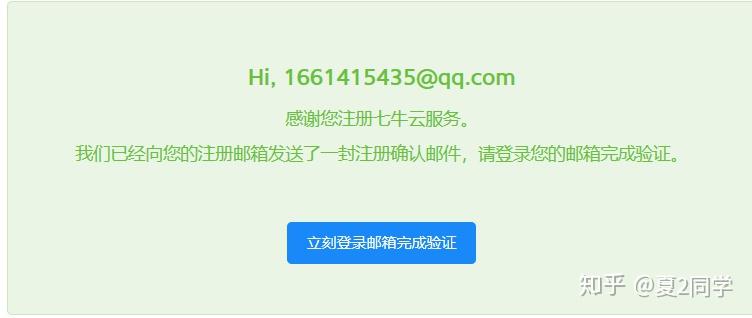 Hi, 1661415435@qq.com
感谢您注册七牛云服务。
我们已经向您的注册邮箱发送了一封注册确认邮件，请登录您的邮箱完成验证。
立刻登录邮箱完成验证
知乎 @夏2同学